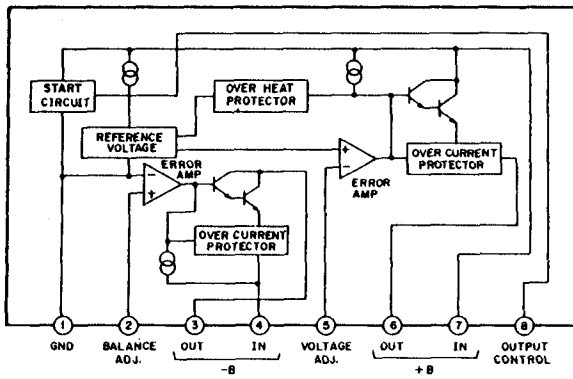 START
CIRCUIT
OVER HEAT
PROTECTOR
REFERENCE
VOLTAGE
ERROR
AMP
-
+
+
-
ERROR
AMP
OVER CURRENT
PROTECTOR
OVER CURRENT
PROTECTOR
1 2 3 4 5 6 7 8
GND BALANCE ADJ. OUT IN VOLTAGE ADJ. OUT IN OUTPUT CONTROL
-B +B